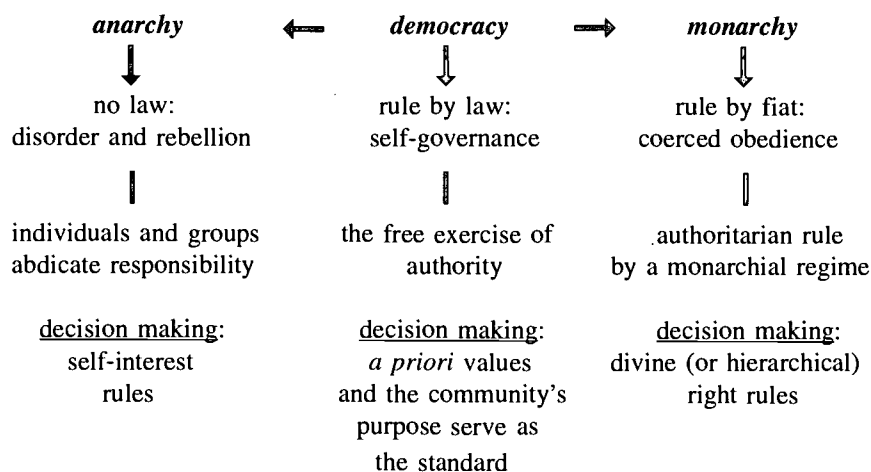 anarchy
democracy
monarchy
no law:
disorder and rebellion
rule by law:
self-governance
rule by fiat:
coerced obedience
individuals and groups
abdicate responsibility
the free exercise of
authority
authoritarian rule
by a monarchial regime
decision making:
self-interest
rules
decision making:
a priori values
and the community's
purpose serve as
the standard
decision making:
divine (or hierarchical)
right rules